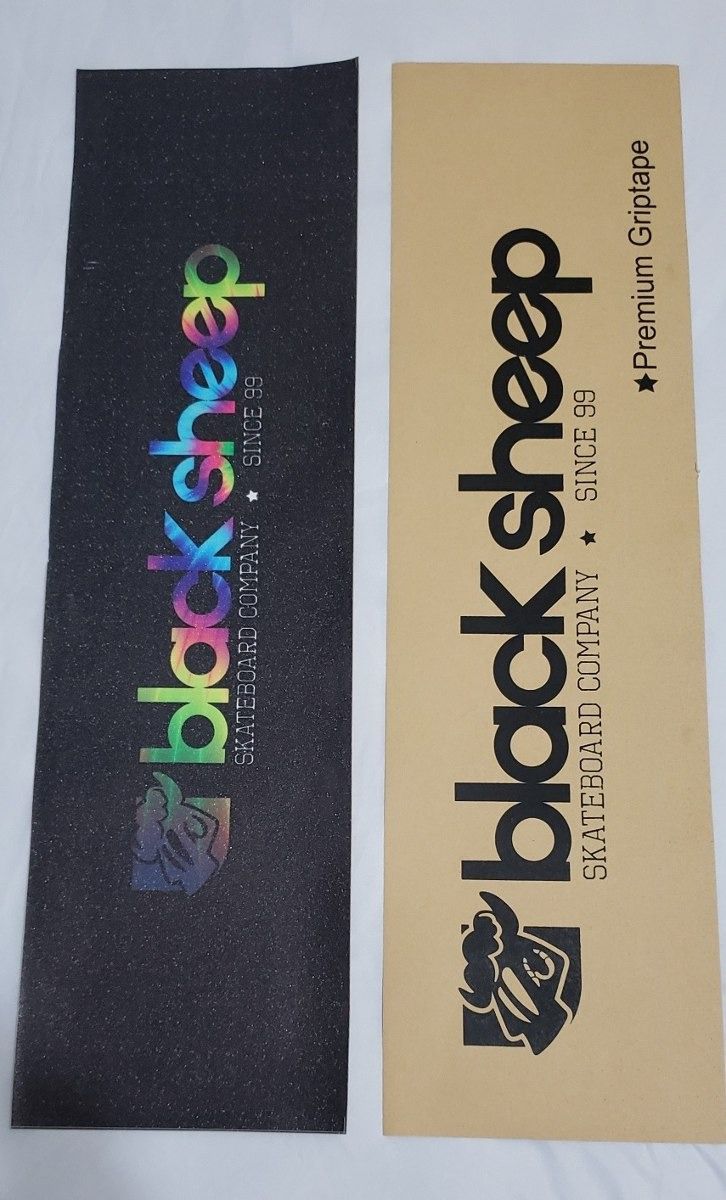 black sheep
SKATEBOARD COMPANY ★ SINCE 99
black sheep
SKATEBOARD COMPANY ★ SINCE 99
★Premium Griptape